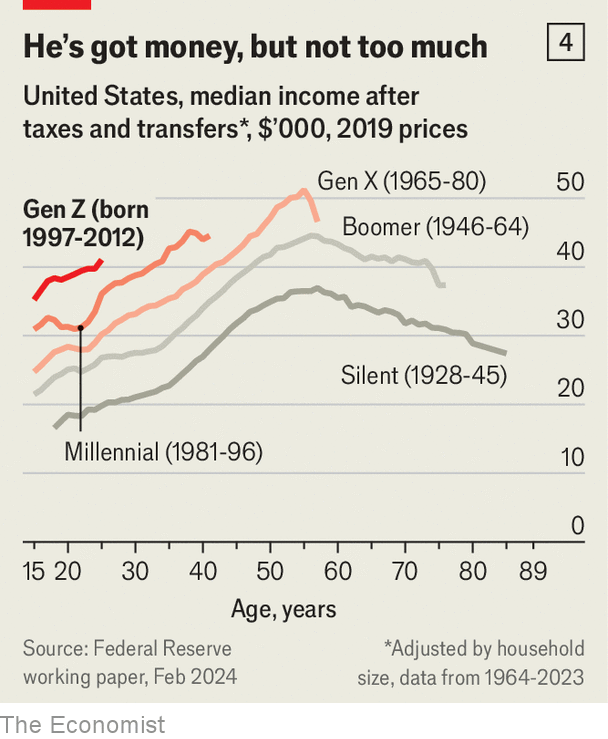 He's got money, but not too much
4
United States, median income after
taxes and transfers*, $'000, 2019 prices
Gen X (1965-80)
50
Gen Z (born
1997-2012)
Boomer (1946-64)
40
30
Silent (1928-45)
20
Millennial (1981-96)
10
0
15 20 30 40 50 60 70 80 89
Age, years
Source: Federal Reserve
working paper, Feb 2024
*Adjusted by household
size, data from 1964-2023
The Economist